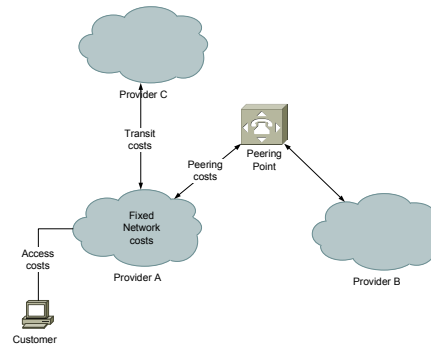 Provider C
Transit
costs
Peering
costs
Peering
Point
Fixed
Network
costs
Access
costs
Provider A
Provider B
Customer